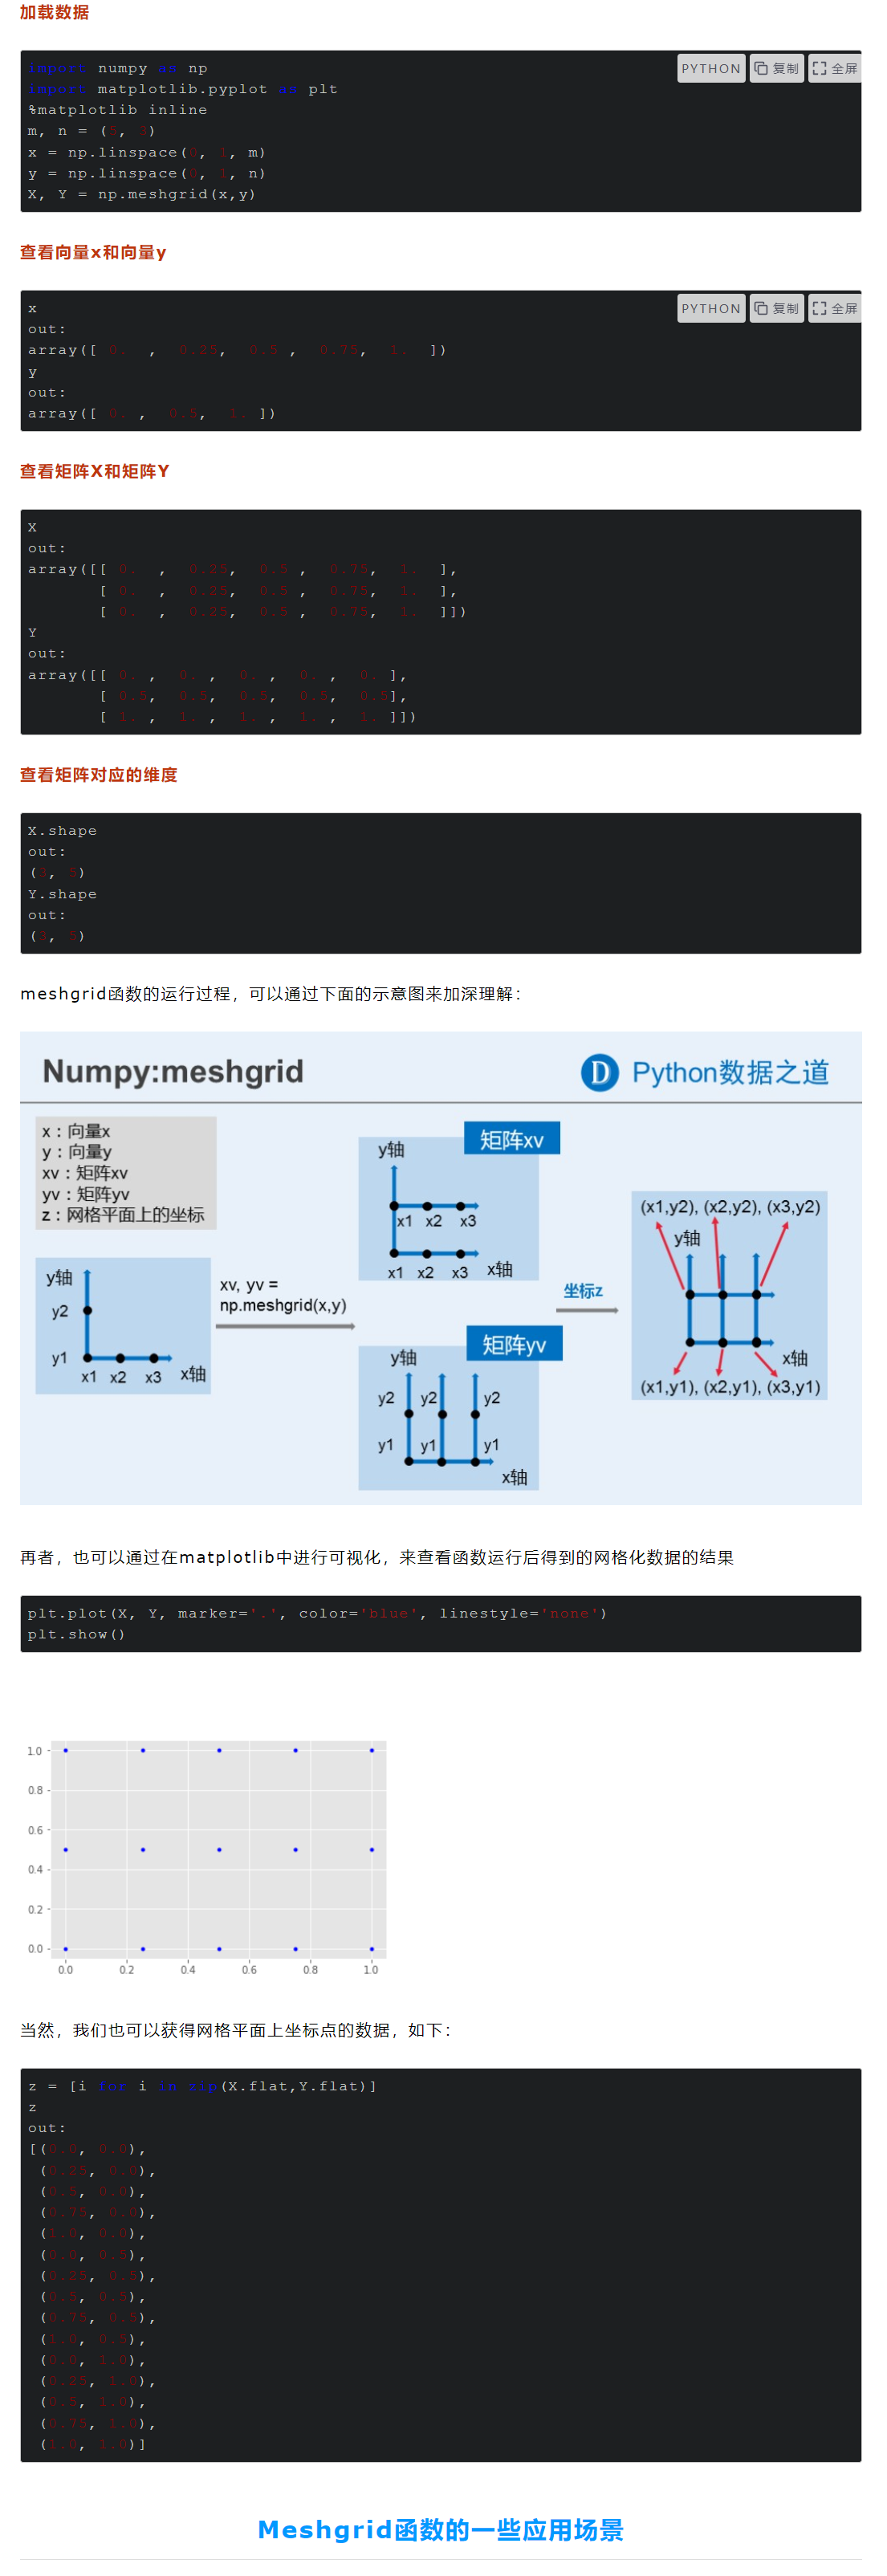 加载数据
PYTHON 复制 全屏
import numpy as np
import matplotlib.pyplot as plt
%matplotlib inline
m, n = (5, 3)
x = np.linspace(0, 1, m)
y = np.linspace(0, 1, n)
X, Y = np.meshgrid(x,y)
查看向量x和向量y
PYTHON 复制 全屏
x
out:
array([ 0.  ,  0.25,  0.5 ,  0.75,  1.  ])
y
out:
array([ 0. ,  0.5,  1. ])
查看矩阵X和矩阵Y
X
out:
array([[ 0.  ,  0.25,  0.5 ,  0.75,  1.  ],
       [ 0.  ,  0.25,  0.5 ,  0.75,  1.  ],
       [ 0.  ,  0.25,  0.5 ,  0.75,  1.  ]])
Y
out:
array([[ 0. ,  0. ,  0. ,  0. ,  0. ],
       [ 0.5,  0.5,  0.5,  0.5,  0.5],
       [ 1. ,  1. ,  1. ,  1. ,  1. ]])
查看矩阵对应的维度
X.shape
out:
(3, 5)
Y.shape
out:
(3, 5)
meshgrid函数的运行过程，可以通过下面的示意图来加深理解：
Numpy:meshgrid
D Python数据之道
x：向量x
y：向量y
xv：矩阵xv
yv：矩阵yv
z：网格平面上的坐标
y轴
y2
y1
x1 x2 x3 x轴
xv, yv =
np.meshgrid(x,y)
矩阵xv
y轴
x1 x2 x3
x1 x2 x3 x轴
矩阵yv
y轴
y2 y2 y2
y1 y1 y1
x轴
坐标z
(x1,y2), (x2,y2), (x3,y2)
y轴
x轴
(x1,y1), (x2,y1), (x3,y1)
再者，也可以通过在matplotlib中进行可视化，来查看函数运行后得到的网格化数据的结果
plt.plot(X, Y, marker='.', color='blue', linestyle='none')
plt.show()
1.0
0.8
0.6
0.4
0.2
0.0
0.0 0.2 0.4 0.6 0.8 1.0
当然，我们也可以获得网格平面上坐标点的数据，如下：
z = [i for i in zip(X.flat,Y.flat)]
z
out:
[(0.0, 0.0),
 (0.25, 0.0),
 (0.5, 0.0),
 (0.75, 0.0),
 (1.0, 0.0),
 (0.0, 0.5),
 (0.25, 0.5),
 (0.5, 0.5),
 (0.75, 0.5),
 (1.0, 0.5),
 (0.0, 1.0),
 (0.25, 1.0),
 (0.5, 1.0),
 (0.75, 1.0),
 (1.0, 1.0)]
Meshgrid函数的一些应用场景